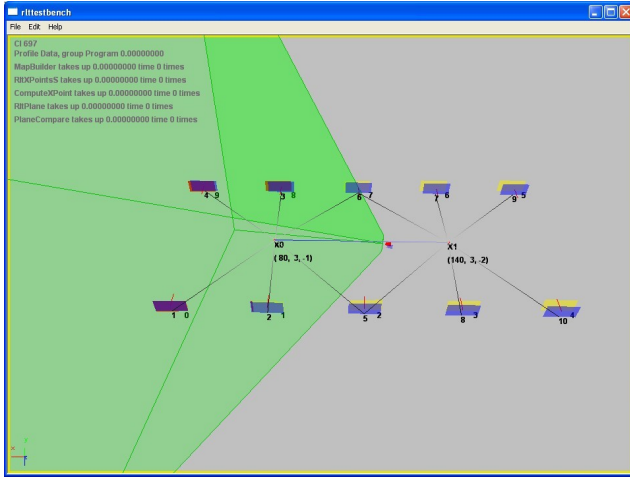 rlttestbench
File Edit Help
CI 697
Profile Data, group Program 0.00000000
MapBuilder takes up 0.00000000 time 0 times
RltXPointsS takes up 0.00000000 time 0 times
ComputeXPoint takes up 0.00000000 time 0 times
RltPlane takes up 0.00000000 time 0 times
PlaneCompare takes up 0.00000000 time 0 times
4 9 3 8 6 7 7 6 9 5
X0 X1
( 80, 3,-1) (140, 3,-2)
1 0 2 1 5 2 8 3 10 4